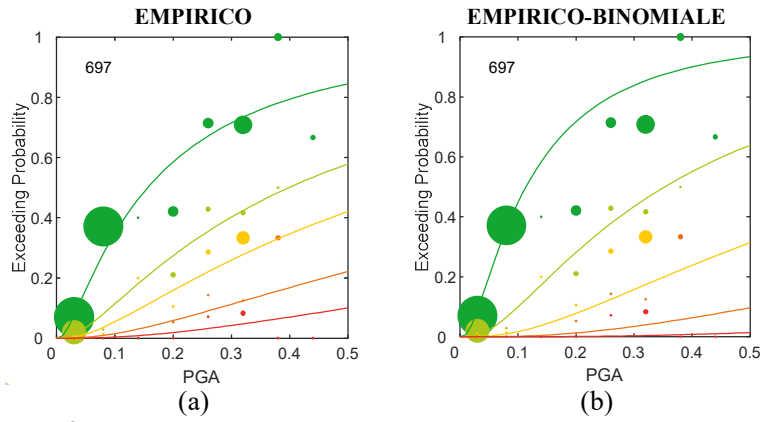 EMPIRICO
EMPIRICO-BINOMIALE
697
1
0.8
0.6
0.4
0.2
0
Exceeding Probability
0 0.1 0.2 0.3 0.4 0.5
PGA
(a)
697
1
0.8
0.6
0.4
0.2
0
Exceeding Probability
0 0.1 0.2 0.3 0.4 0.5
PGA
(b)